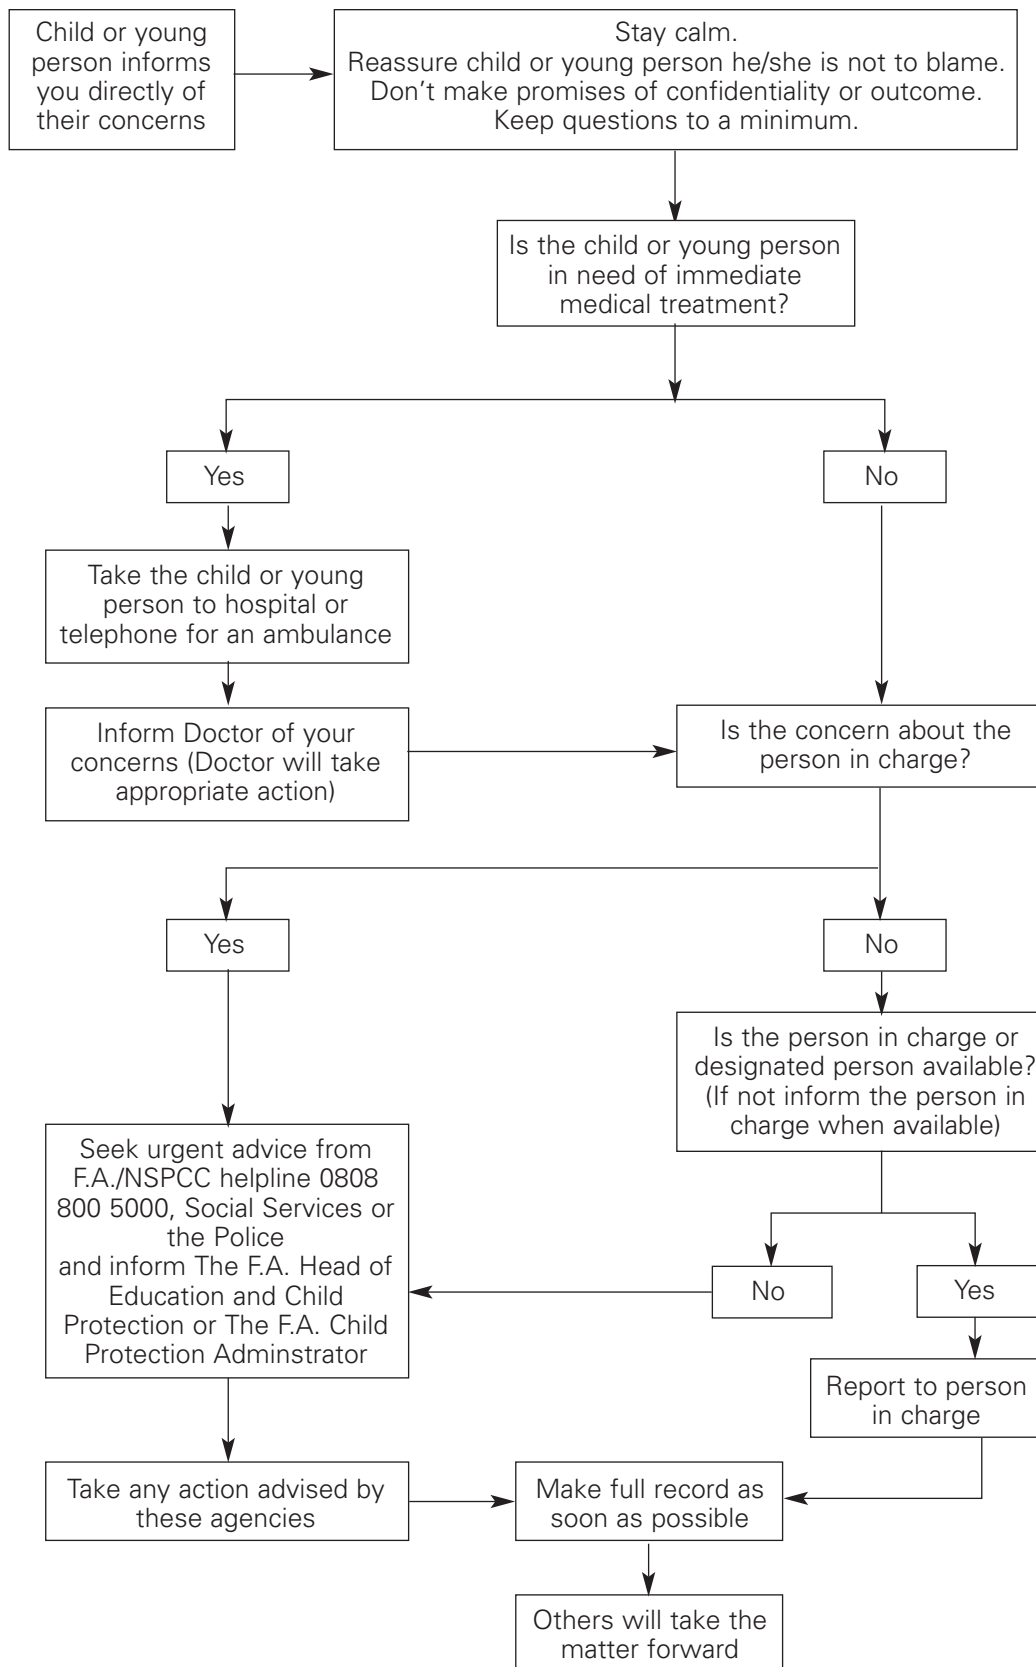 Child or young
person informs
you directly of
their concerns
Stay calm.
Reassure child or young person he/she is not to blame.
Don't make promises of confidentiality or outcome.
Keep questions to a minimum.
Is the child or young person
in need of immediate
medical treatment?
Yes
No
Take the child or young
person to hospital or
telephone for an ambulance
Inform Doctor of your
concerns (Doctor will take
appropriate action)
Is the concern about the
person in charge?
Yes
No
Is the person in charge or
designated person available?
(If not inform the person in
charge when available)
Seek urgent advice from
F.A./NSPCC helpline 0808
800 5000, Social Services or
the Police
and inform The F.A. Head of
Education and Child
Protection or The F.A. Child
Protection Adminstrator
No
Yes
Report to person
in charge
Take any action advised by
these agencies
Make full record as
soon as possible
Others will take the
matter forward